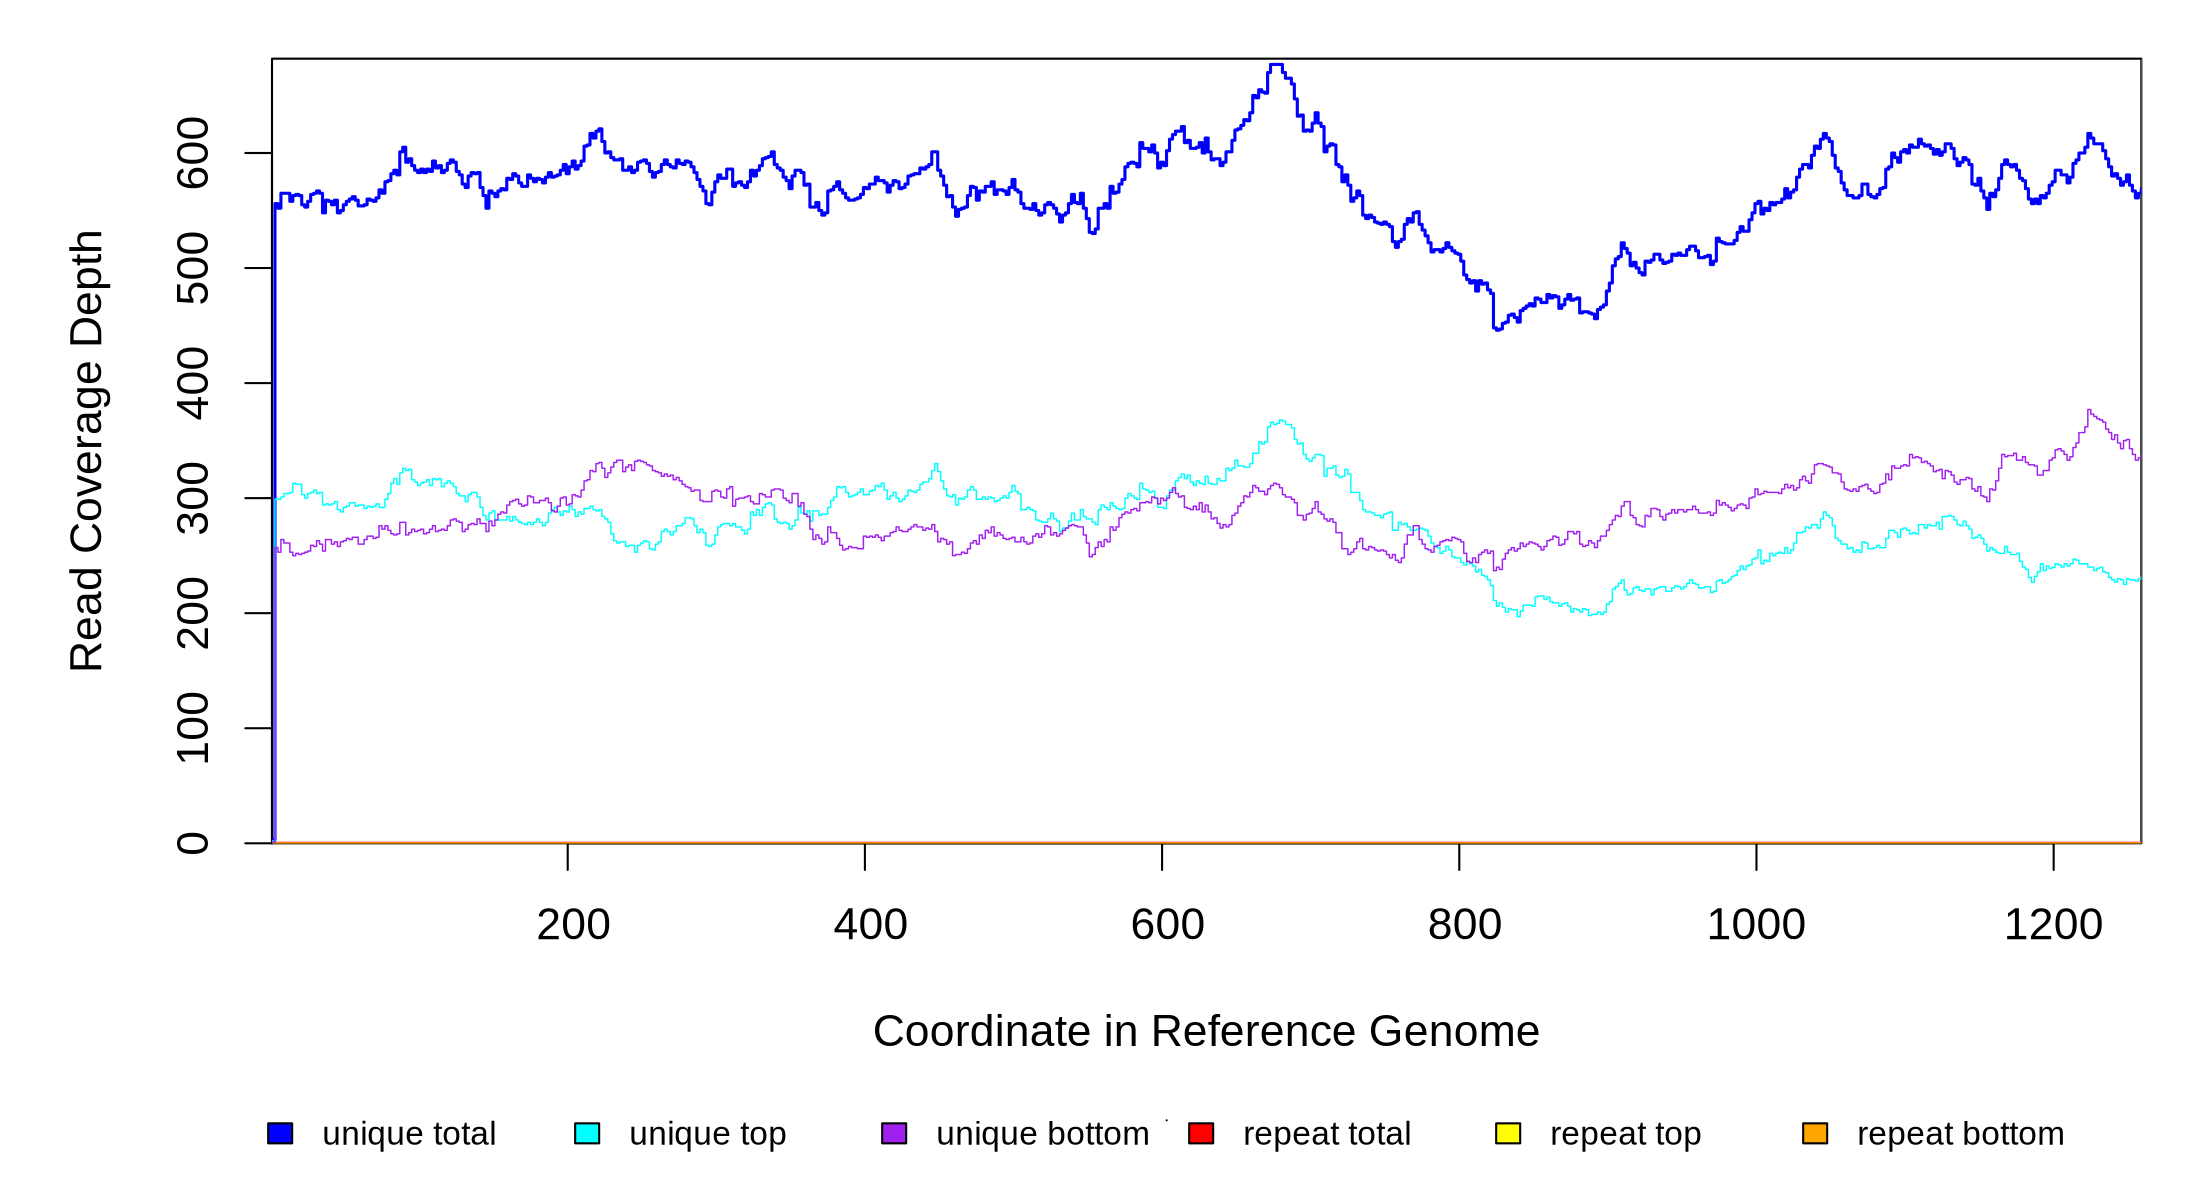 Read Coverage Depth
600
500
400
300
200
100
0
200 400 600 800 1000 1200
Coordinate in Reference Genome
unique total unique top unique bottom repeat total repeat top repeat bottom